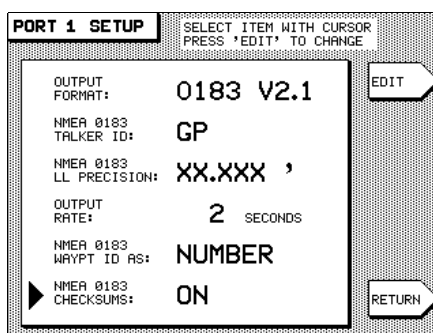 PORT 1 SETUP
SELECT ITEM WITH CURSOR
PRESS 'EDIT' TO CHANGE
EDIT
OUTPUT
FORMAT:
0183 V2.1
NMEA 0183
TALKER ID:
GP
NMEA 0183
LL PRECISION:
XX.XXX '
OUTPUT
RATE:
2 SECONDS
NMEA 0183
WAYPT ID AS:
NUMBER
NMEA 0183
CHECKSUMS:
ON
RETURN